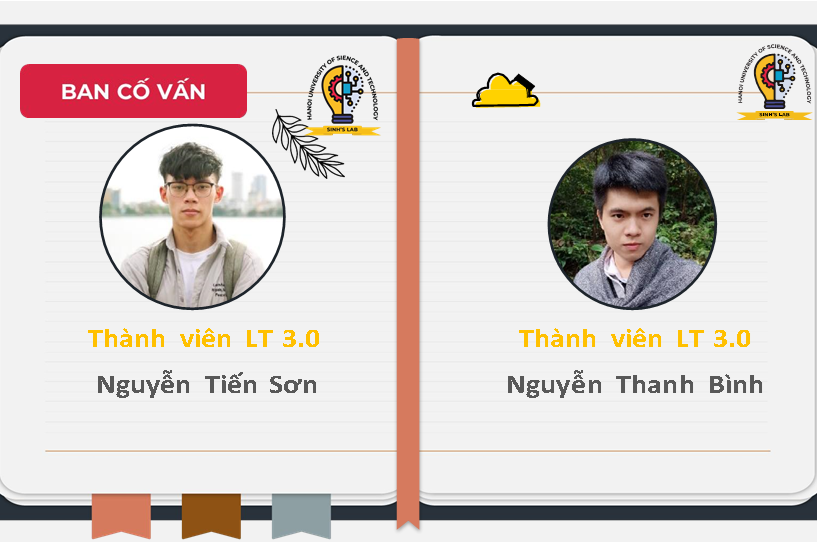 BAN CỐ VẤN
HANOI UNIVERSITY OF SIENCE AND TECHNOLOGY
SINH'S LAB
HANOI UNIVERSITY OF SCIENCE AND TECHNOLOGY
SINH'S LAB
Thành viên LT 3.0
Nguyễn Tiến Sơn
Thành viên LT 3.0
Nguyễn Thanh Bình